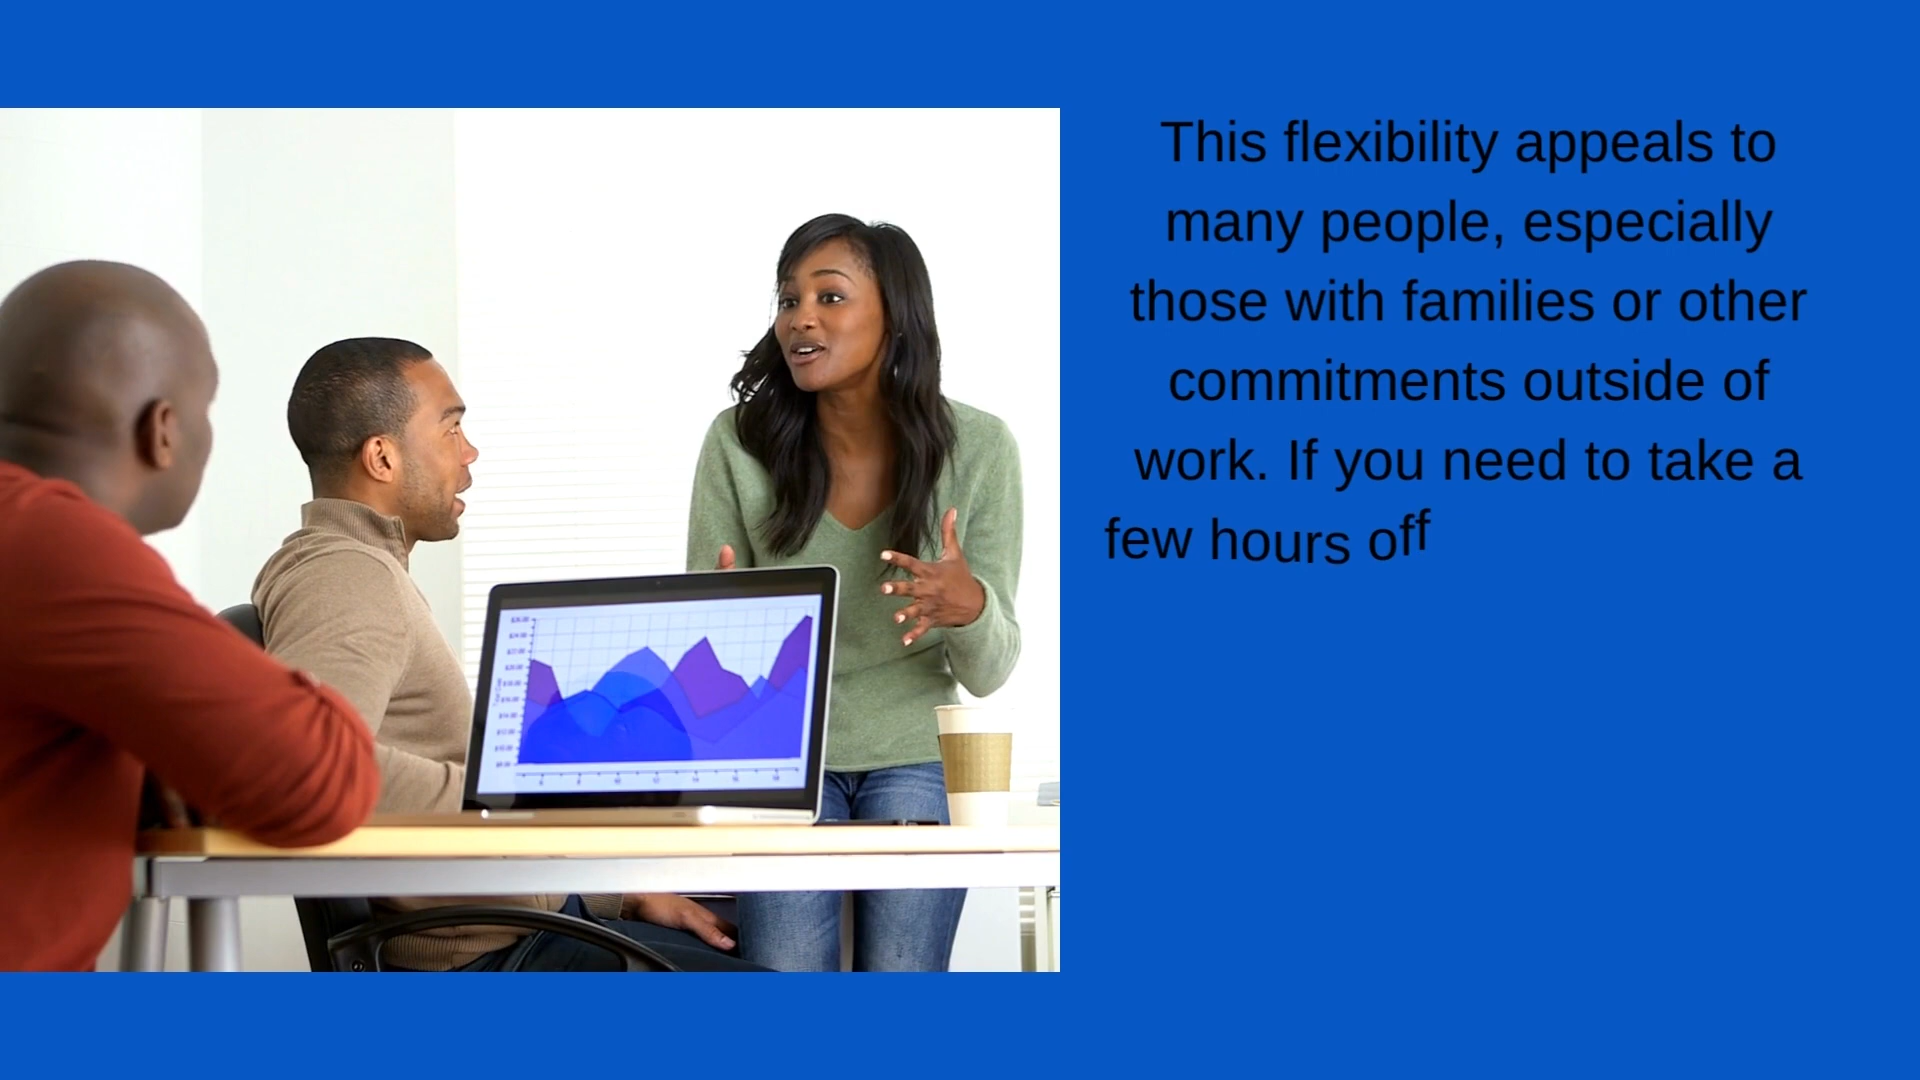 This flexibility appeals to
many people, especially
those with families or other
commitments outside of
work. If you need to take a
few hours off